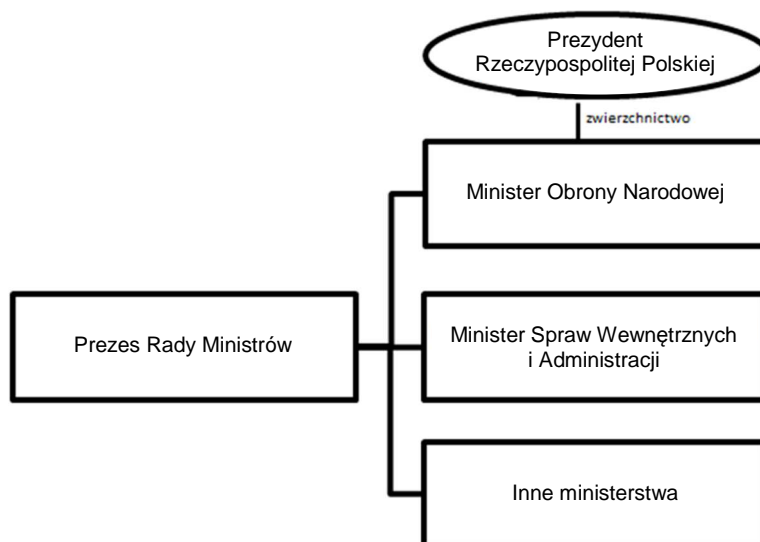 Prezydent
Rzeczypospolitej Polskiej
zwierzchnictwo
Minister Obrony Narodowej
Prezes Rady Ministrów
Minister Spraw Wewnętrznych
i Administracji
Inne ministerstwa